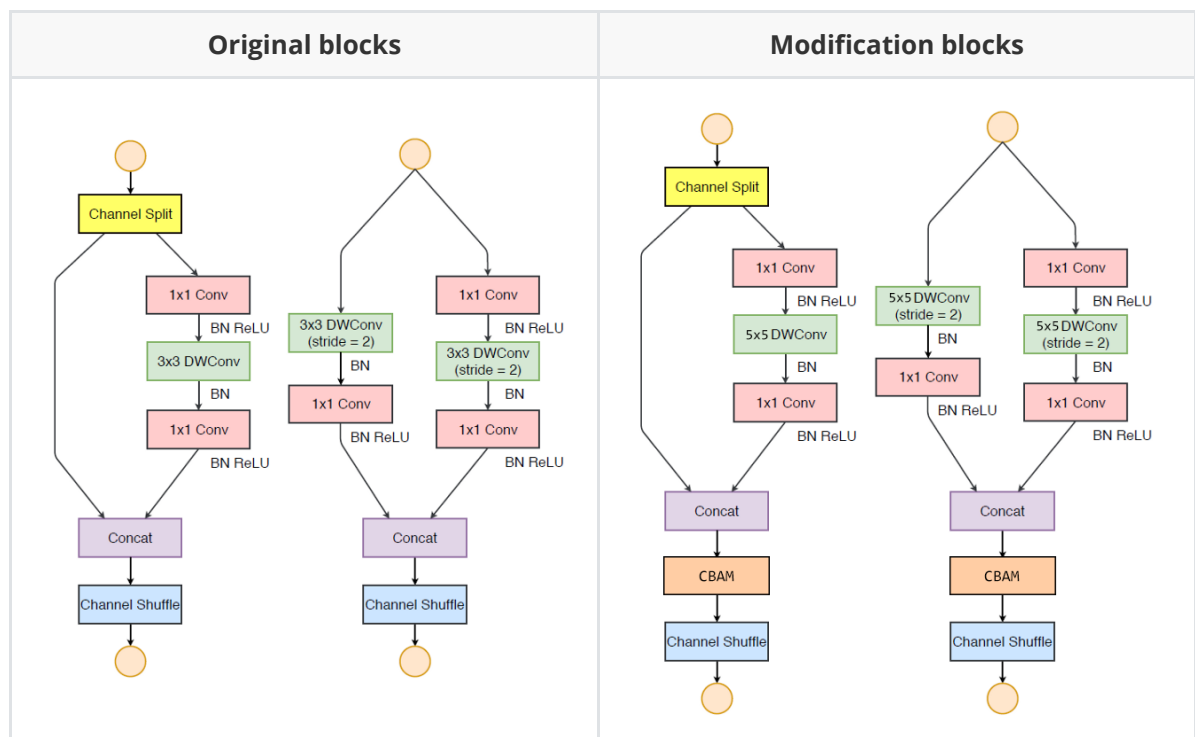 Original blocks
Modification blocks
Channel Split
1x1 Conv
BN ReLU
3x3 DWConv
BN
1x1 Conv
BN ReLU
Concat
Channel Shuffle
3x3 DWConv
(stride = 2)
BN
1x1 Conv
BN ReLU
1x1 Conv
BN ReLU
3x3 DWConv
(stride = 2)
BN
1x1 Conv
BN ReLU
Concat
Channel Shuffle
Channel Split
1x1 Conv
BN ReLU
5x5 DWConv
BN
1x1 Conv
BN ReLU
Concat
CBAM
Channel Shuffle
5x5 DWConv
(stride = 2)
BN
1x1 Conv
BN ReLU
1x1 Conv
BN ReLU
5x5 DWConv
(stride = 2)
BN
1x1 Conv
BN ReLU
Concat
CBAM
Channel Shuffle